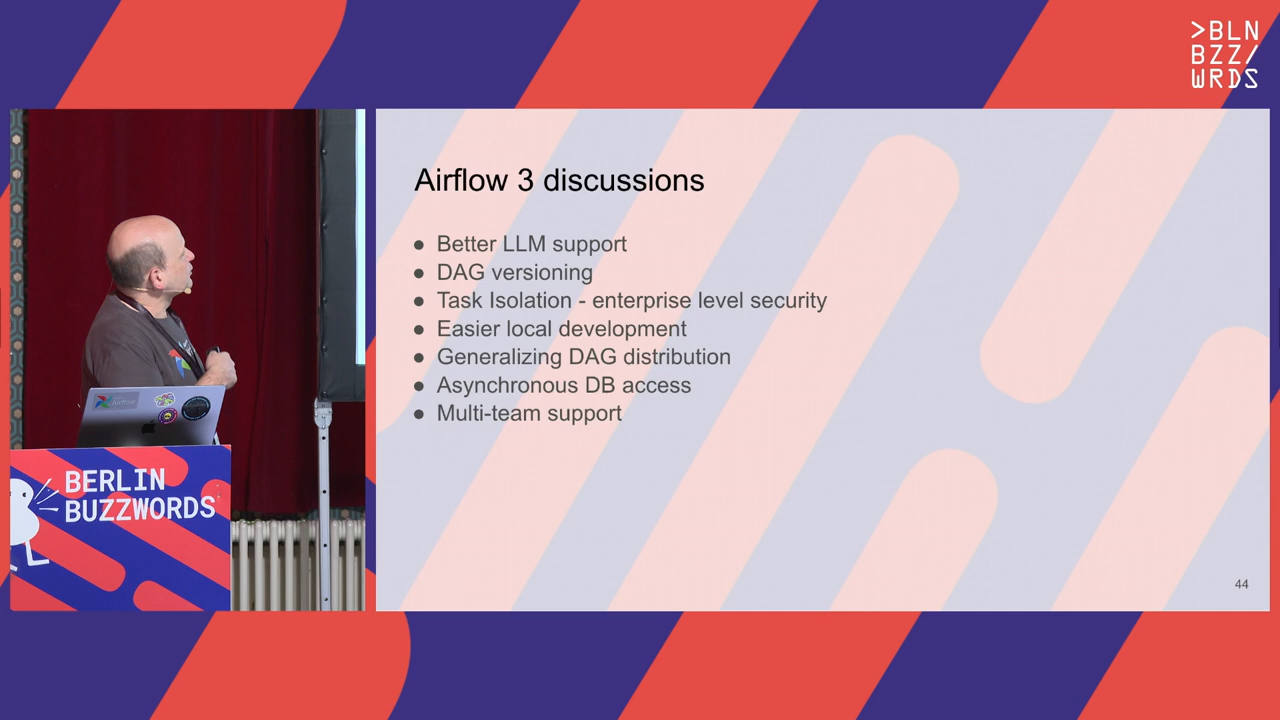 >BLN
BZZ/
WRDS
Airflow 3 discussions
● Better LLM support
● DAG versioning
● Task Isolation - enterprise level security
● Easier local development
● Generalizing DAG distribution
● Asynchronous DB access
● Multi-team support
44
Airflow
BERLIN
BUZZWORDS